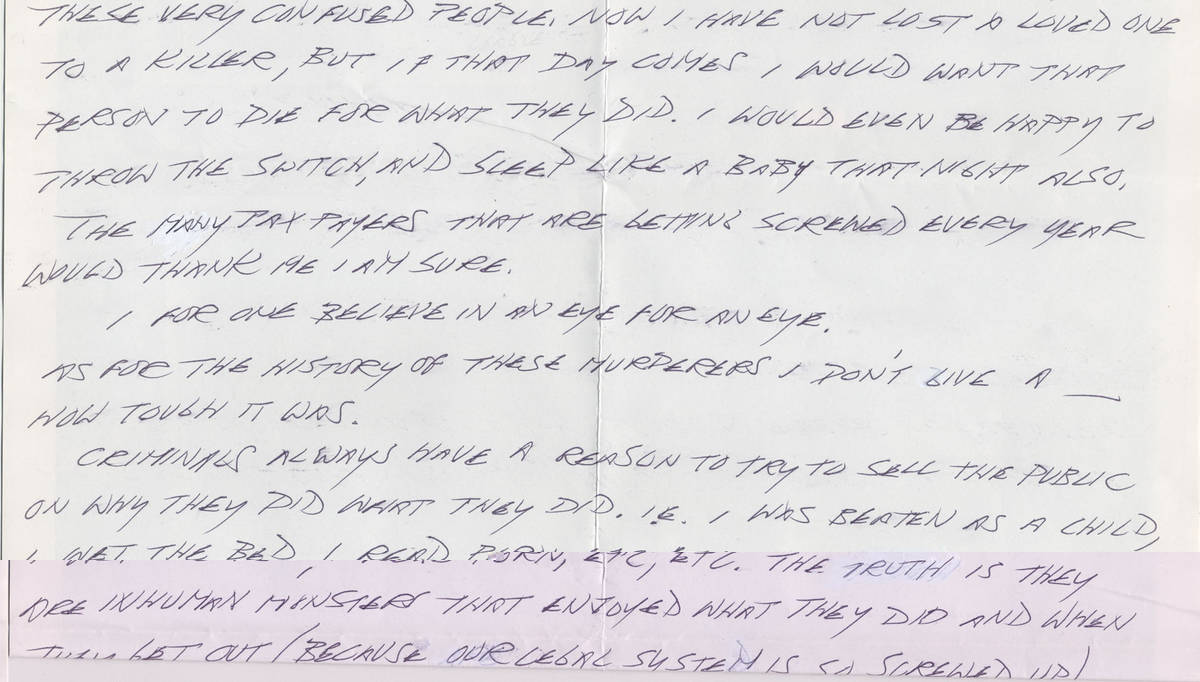 THESE VERY CONFUSED PEOPLE. NOW I HAVE NOT LOST A LOVED ONE
TO A KILLER, BUT IF THAT DAY COMES I WOULD WANT THAT
PERSON TO DIE FOR WHAT THEY DID. I WOULD EVEN BE HAPPY TO
THROW THE SWITCH, AND SLEEP LIKE A BABY THAT NIGHT ALSO.
THE MANY TAX PAYERS THAT ARE GETTING SCREWED EVERY YEAR
WOULD THANK ME I AM SURE.
I FOR ONE BELIEVE IN AN EYE FOR AN EYE.
AS FOR THE HISTORY OF THESE MURDERERS I DON'T GIVE A __
HOW TOUGH IT WAS.
CRIMINALS ALWAYS HAVE A REASON TO TRY TO SELL THE PUBLIC
ON WHY THEY DID WHAT THEY DID. I.E. I WAS BEATEN AS A CHILD,
I WET THE BED, I READ PORN, ETC, ETC. THE TRUTH IS THEY
ARE INHUMAN MONSTERS THAT ENJOYED WHAT THEY DID AND WHEN
THEY GET OUT (BECAUSE OUR LEGAL SYSTEM IS SO SCREWED UP)